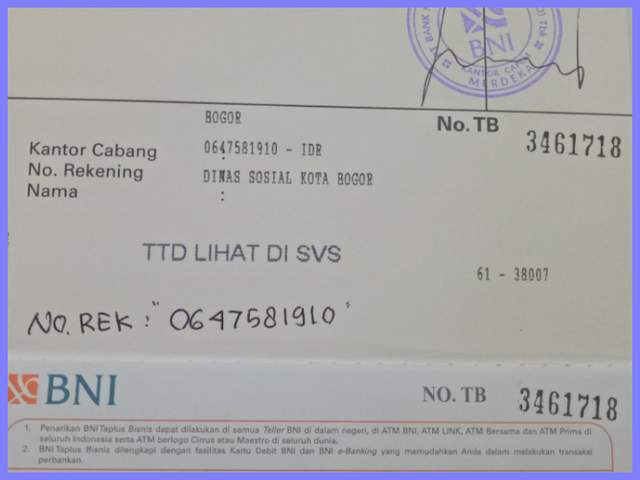 T BANK
BNI
KANTOR CABA
MERDEKA
BOGOR
Kantor Cabang
No. Rekening : 0647581910 - IDR
Nama : DINAS SOSIAL KOTA BOGOR
No.TB 3461718
TTD LIHAT DI SVS
61 - 38007
NO. REK : "0647581910"
BNI NO. TB 3461718
1. Penarikan BNI Taplus Bisnis dapat dilakukan di semua Teller BNI di dalam negeri, di ATM BNI, ATM LINK, ATM Bersama dan ATM Prima di
seluruh Indonesia serta ATM berlogo Cirrus atau Maestro di seluruh dunia.
2. BNI Taplus Bisnis dilengkapi dengan fasilitas Kartu Debit BNI dan BNI e-Banking yang memudahkan Anda dalam melakukan transaksi
perbankan.